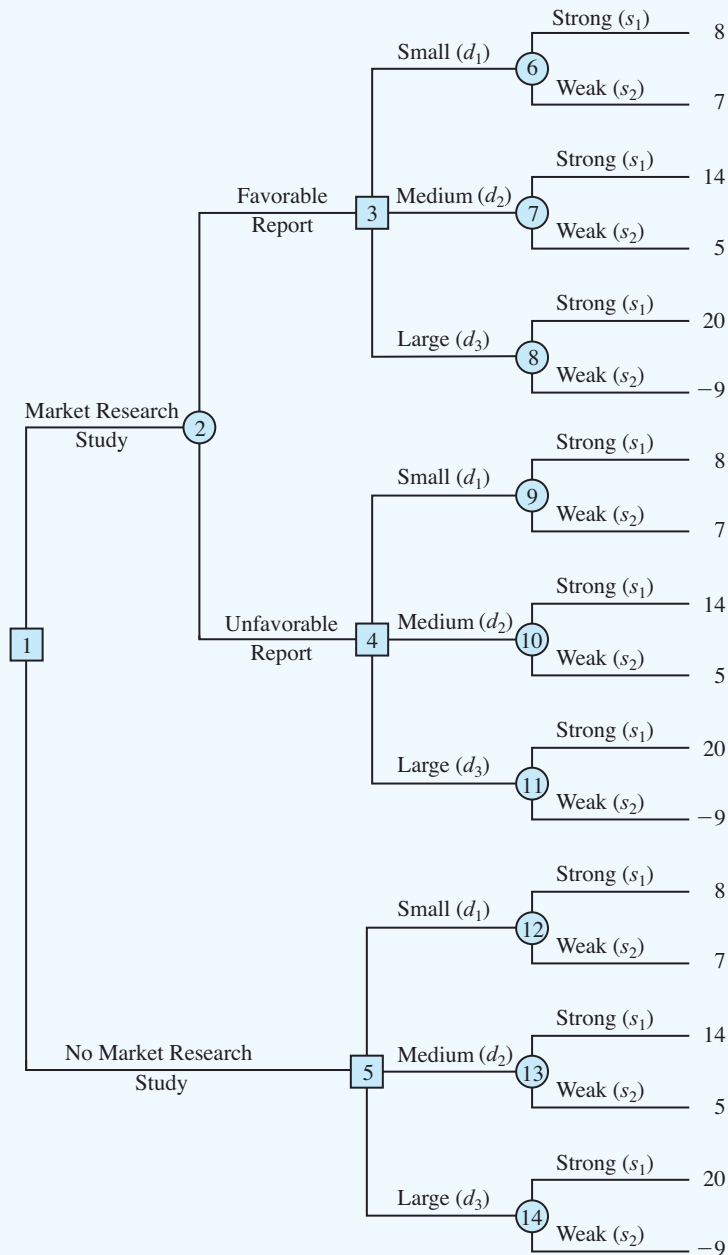 Strong (s₁) 8
Small (d₁)
6
Weak (s₂) 7
Strong (s₁) 14
Favorable
Report
3
Medium (d₂)
7
Weak (s₂) 5
Strong (s₁) 20
Large (d₃)
8
Weak (s₂) −9
Market Research
Study
2
Strong (s₁) 8
Small (d₁)
9
Weak (s₂) 7
Strong (s₁) 14
Unfavorable
Report
4
Medium (d₂)
10
Weak (s₂) 5
1
Strong (s₁) 20
Large (d₃)
11
Weak (s₂) −9
Strong (s₁) 8
Small (d₁)
12
Weak (s₂) 7
Strong (s₁) 14
No Market Research
Study
5
Medium (d₂)
13
Weak (s₂) 5
Strong (s₁) 20
Large (d₃)
14
Weak (s₂) −9